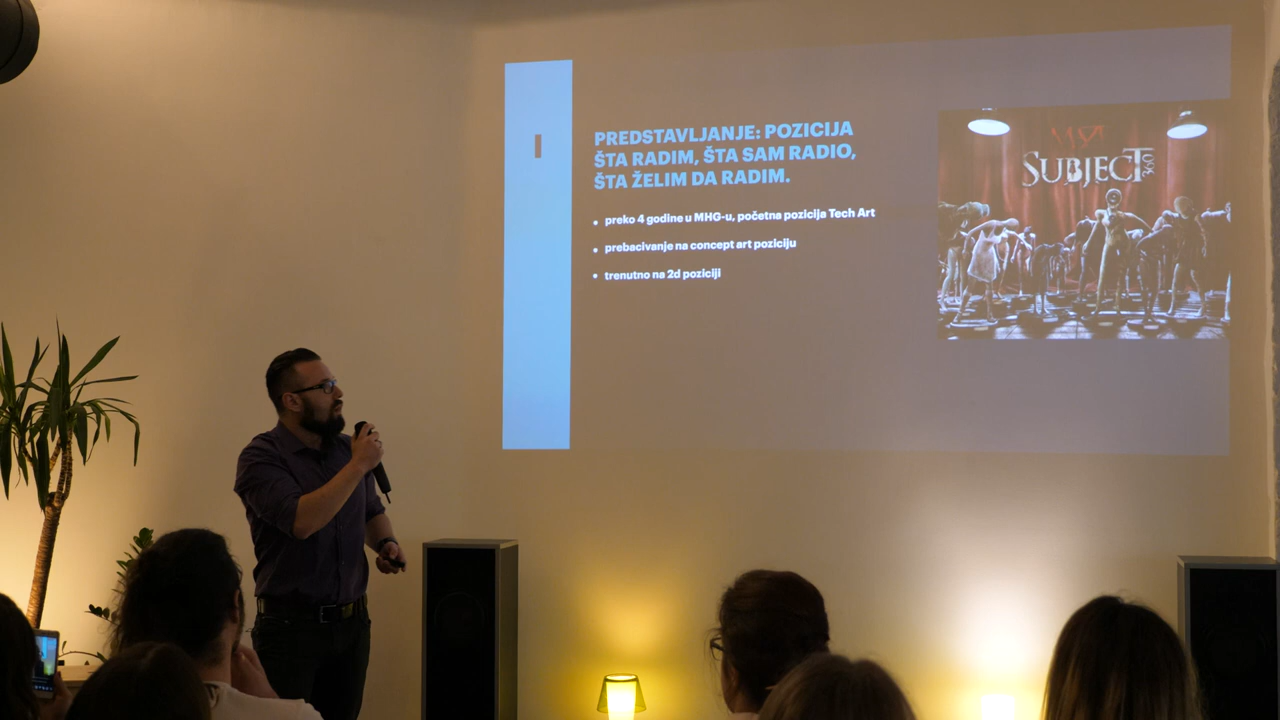 I
PREDSTAVLJANJE: POZICIJA
ŠTA RADIM, ŠTA SAM RADIO,
ŠTA ŽELIM DA RADIM.
• preko 4 godine u MHG-u, početna pozicija Tech Art
• prebacivanje na concept art poziciju
• trenutno na 2d poziciji
SUBJECT